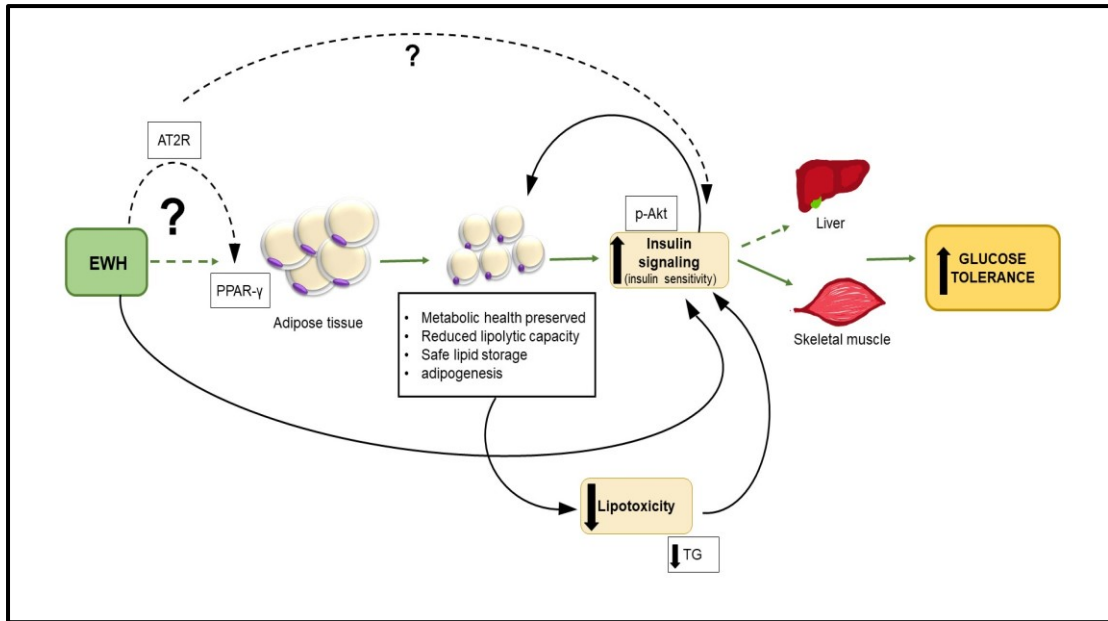 ?
AT2R
?
EWH
PPAR-γ
Adipose tissue
• Metabolic health preserved
• Reduced lipolytic capacity
• Safe lipid storage
• adipogenesis
p-Akt
Insulin
signaling
(insulin sensitivity)
Liver
Skeletal muscle
GLUCOSE
TOLERANCE
Lipotoxicity
TG